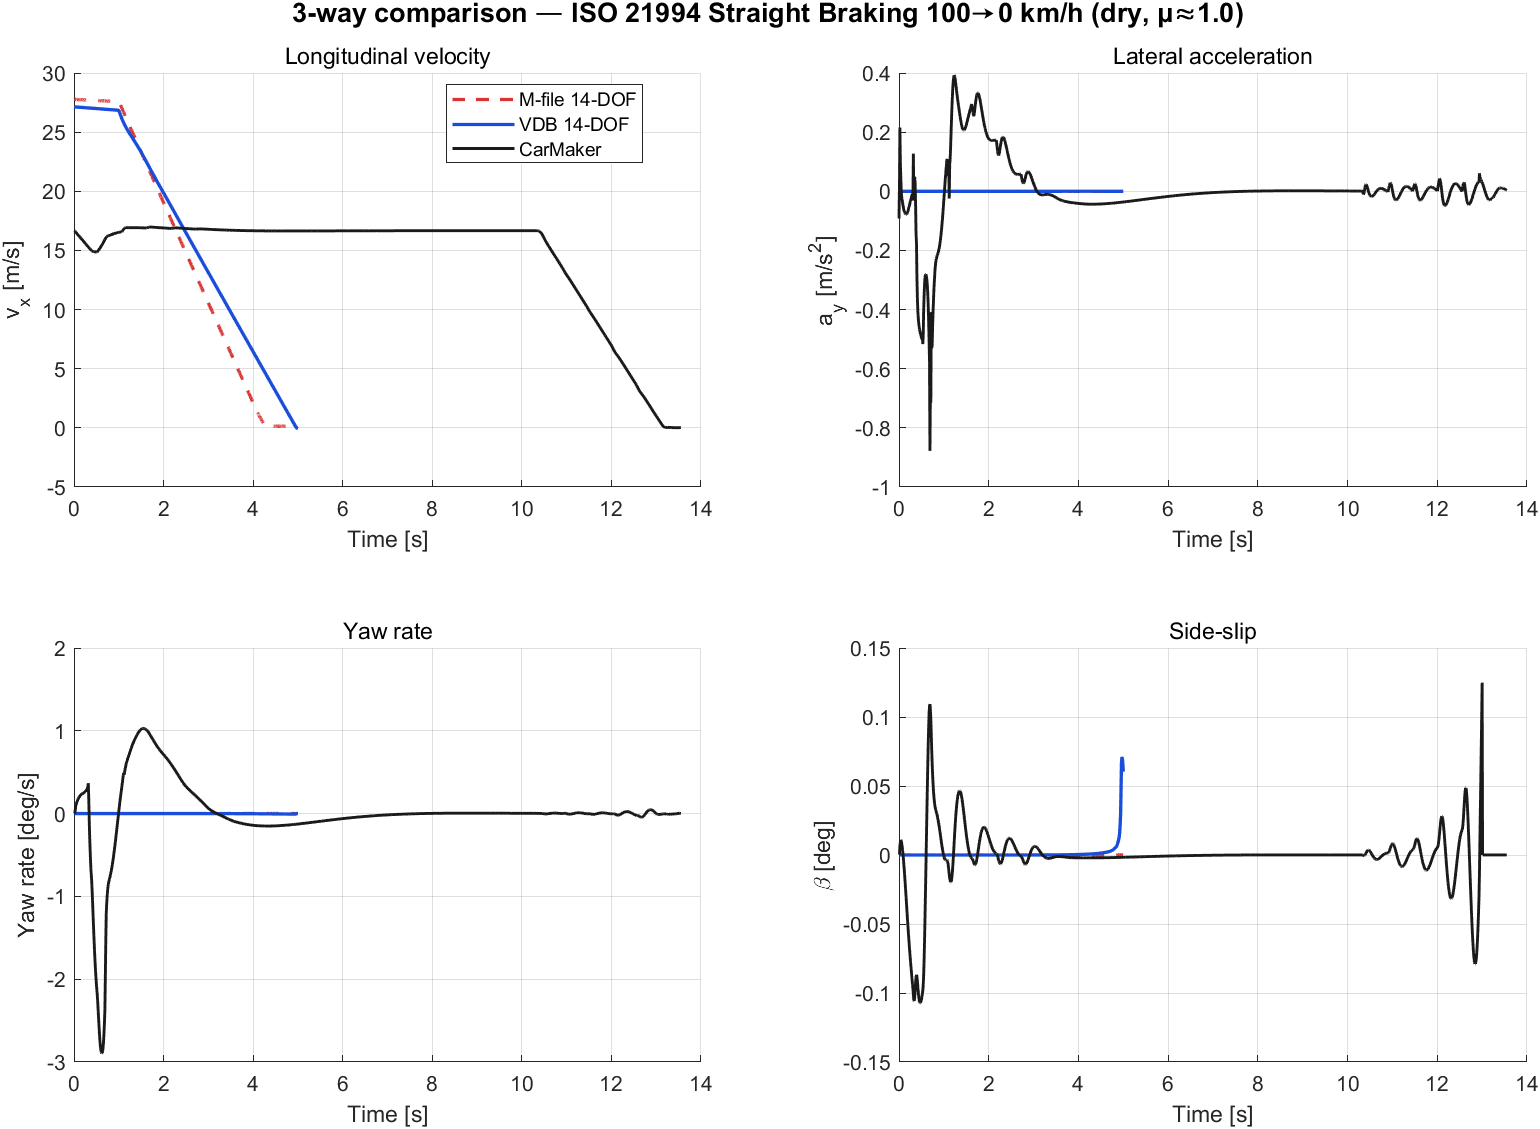 3-way comparison — ISO 21994 Straight Braking 100→0 km/h (dry, μ≈1.0)
Longitudinal velocity
30
25
20
15
10
5
0
-5
v_x [m/s]
M-file 14-DOF
VDB 14-DOF
CarMaker
0 2 4 6 8 10 12 14
Time [s]
Lateral acceleration
0.4
0.2
0
-0.2
-0.4
-0.6
-0.8
-1
a_y [m/s²]
0 2 4 6 8 10 12 14
Time [s]
Yaw rate
2
1
0
-1
-2
-3
Yaw rate [deg/s]
0 2 4 6 8 10 12 14
Time [s]
Side-slip
0.15
0.1
0.05
0
-0.05
-0.1
-0.15
β [deg]
0 2 4 6 8 10 12 14
Time [s]